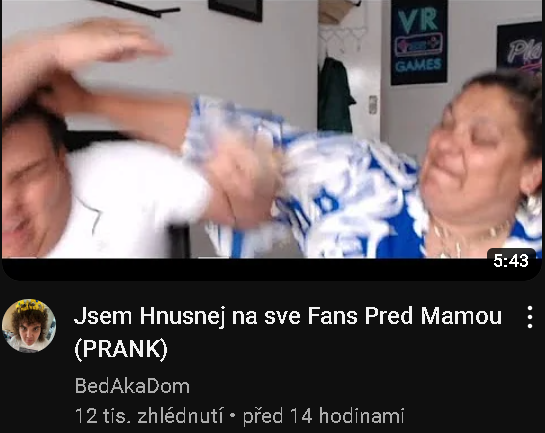 VR
GAMES
5:43
Jsem Hnusnej na sve Fans Pred Mamou
(PRANK)
BedAkaDom
12 tis. zhlédnutí • před 14 hodinami